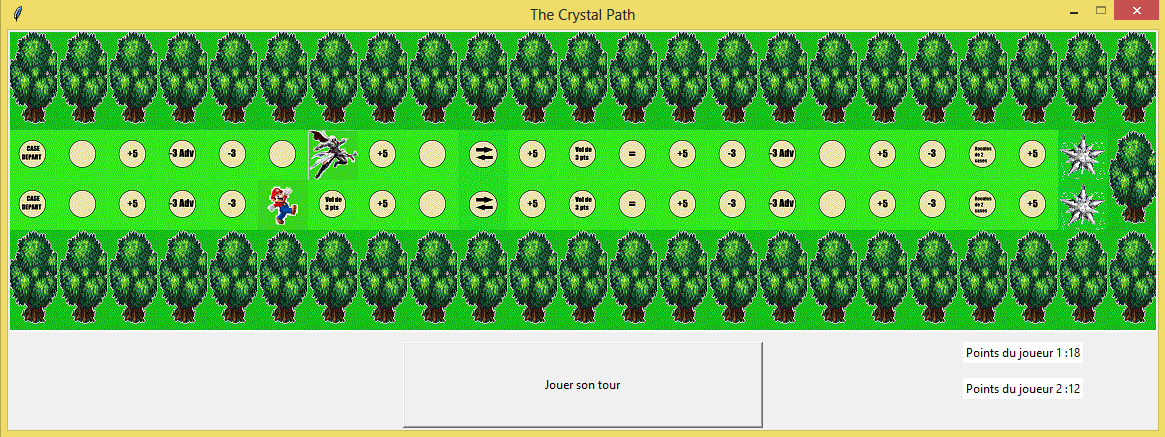 The Crystal Path
CASE DEPART +5 -3 Adv -3 +5 +5 Vol de 3 pts = +5 -3 -3 Adv +5 -3 Recules de 2 cases +5
CASE DEPART +5 -3 Adv -3 Vol de 3 pts +5 +5 Vol de 3 pts = +5 -3 -3 Adv +5 -3 Recules de 2 cases +5
Jouer son tour
Points du joueur 1 :18
Points du joueur 2 :12